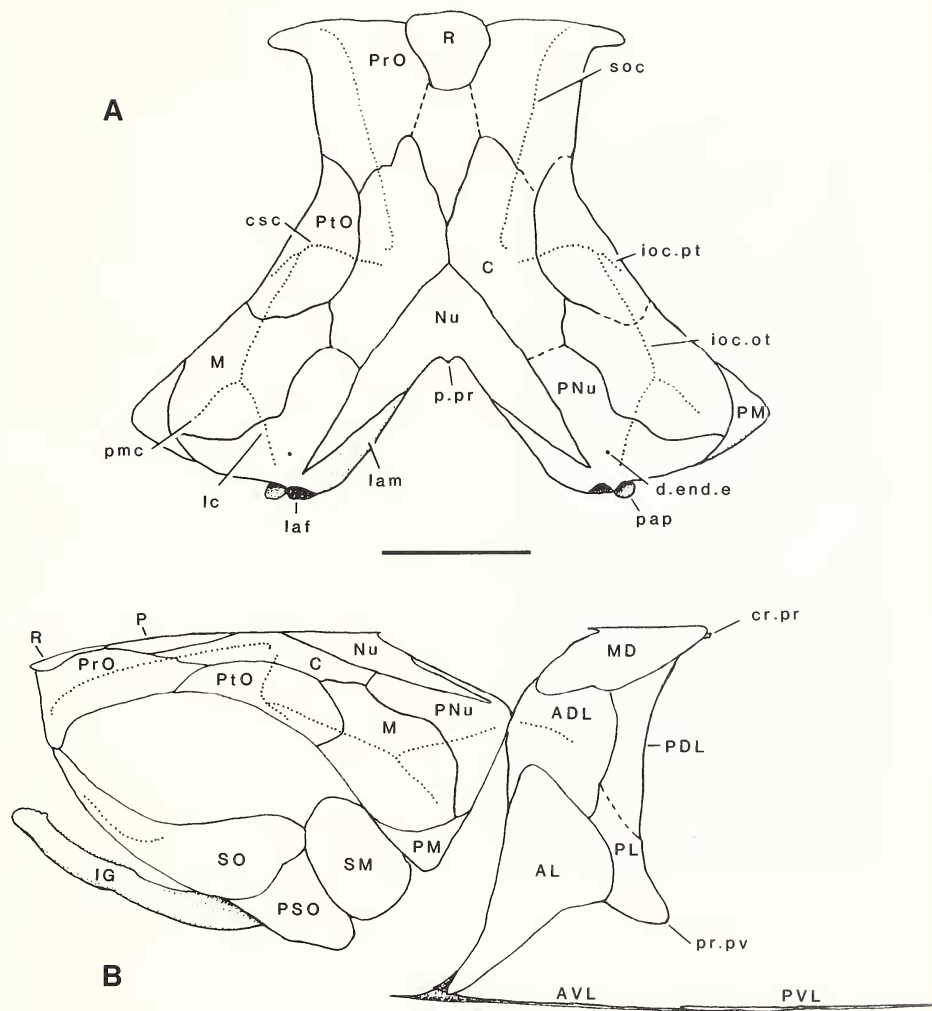 R
PrO
soc
A
csc
PtO
ioc.pt
C
Nu
ioc.ot
M
p.pr
PNu
PM
pmc
lc
lam
d.end.e
laf
pap
R
P
cr.pr
PrO
PtO
C
Nu
MD
PNu
ADL
M
PDL
SO
SM
PM
AL
PL
IG
PSO
pr.pv
B
AVL
PVL